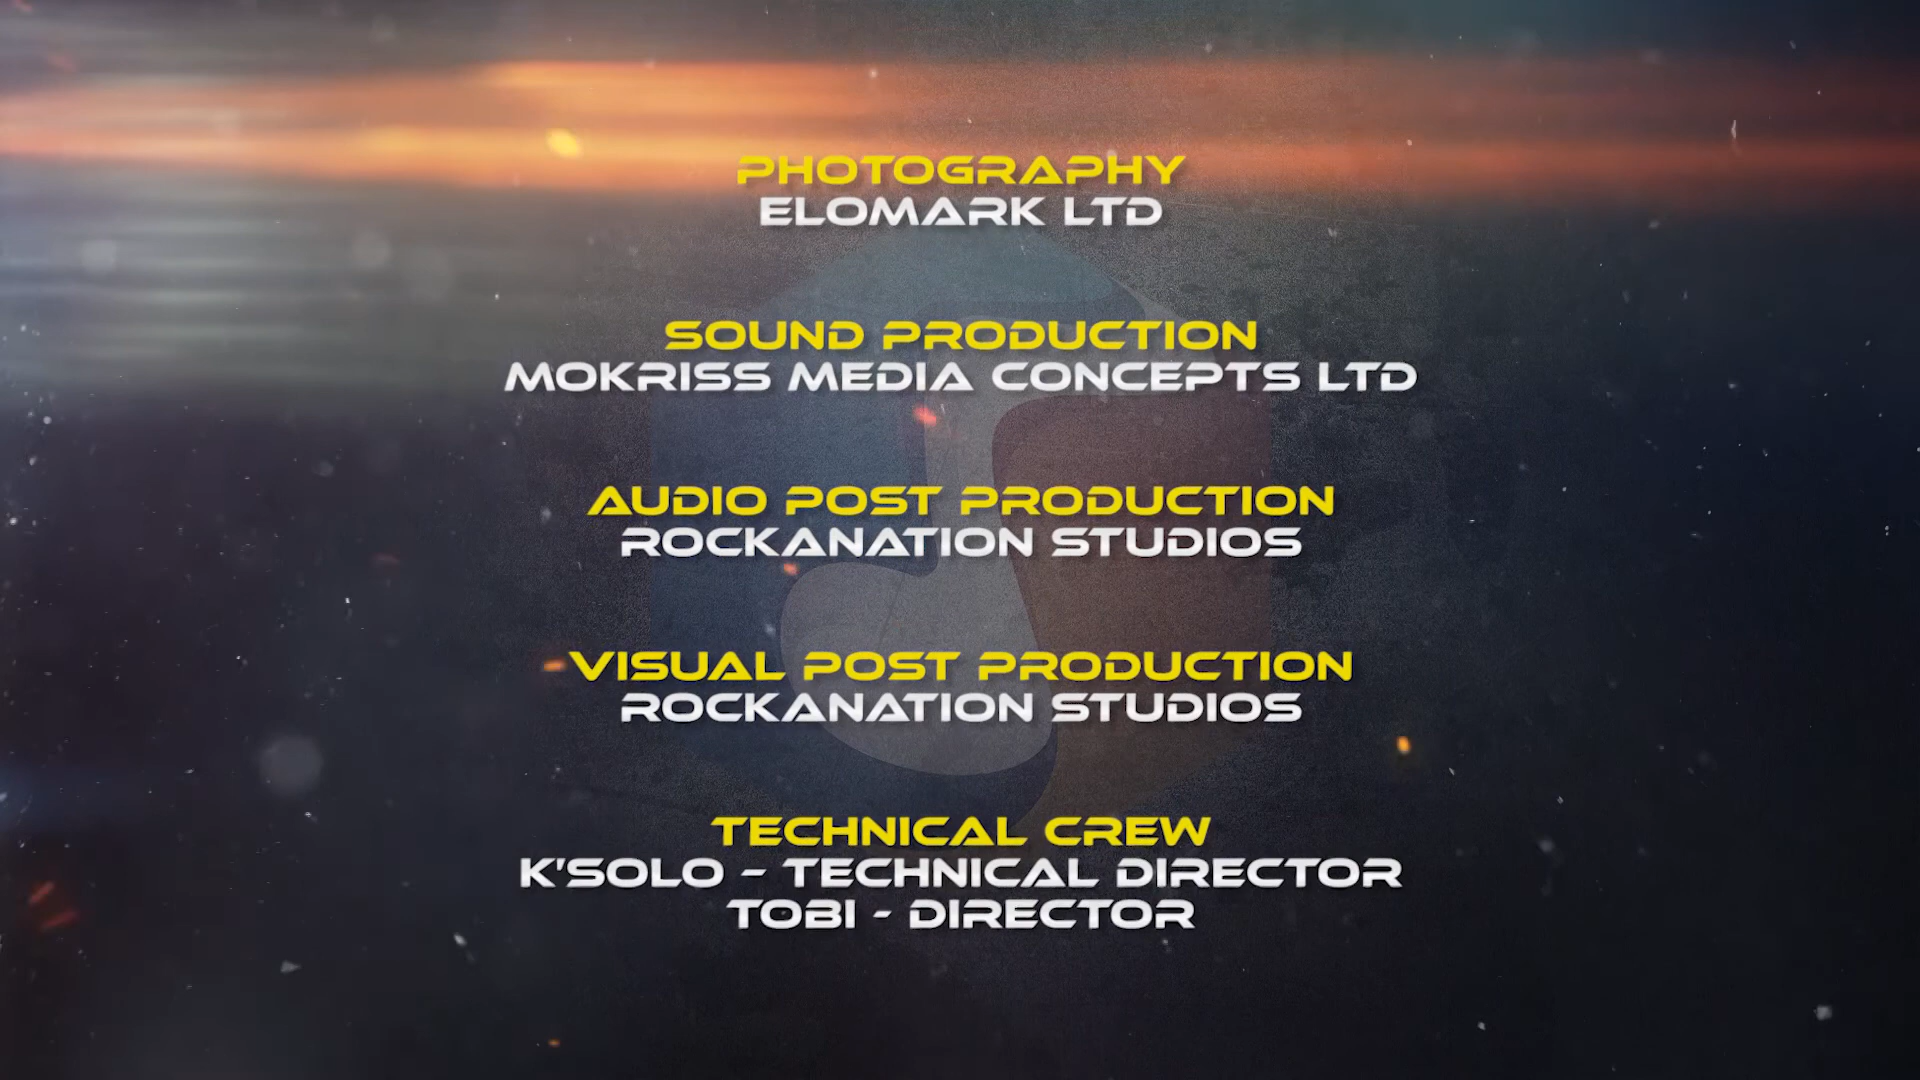 PHOTOGRAPHY
ELOMARK LTD
SOUND PRODUCTION
MOKRISS MEDIA CONCEPTS LTD
AUDIO POST PRODUCTION
ROCKANATION STUDIOS
VISUAL POST PRODUCTION
ROCKANATION STUDIOS
TECHNICAL CREW
K'SOLO - TECHNICAL DIRECTOR
TOBI - DIRECTOR